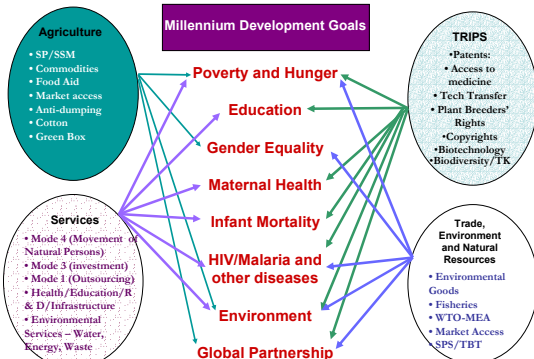 Agriculture
• SP/SSM
• Commodities
• Food Aid
• Market access
• Anti-dumping
• Cotton
• Green Box
Millennium Development Goals
Poverty and Hunger
Education
Gender Equality
Maternal Health
Infant Mortality
HIV/Malaria and
other diseases
Environment
Global Partnership
TRIPS
•Patents:
• Access to
medicine
• Tech Transfer
• Plant Breeders'
Rights
• Copyrights
•Biotechnology
•Biodiversity/TK
Services
• Mode 4 (Movement of
Natural Persons)
• Mode 3 (investment)
• Mode 1 (Outsourcing)
• Health/Education/R
& D/Infrastructure
• Environmental
Services – Water,
Energy, Waste
Trade,
Environment
and Natural
Resources
• Environmental
Goods
• Fisheries
• WTO-MEA
• Market Access
• SPS/TBT